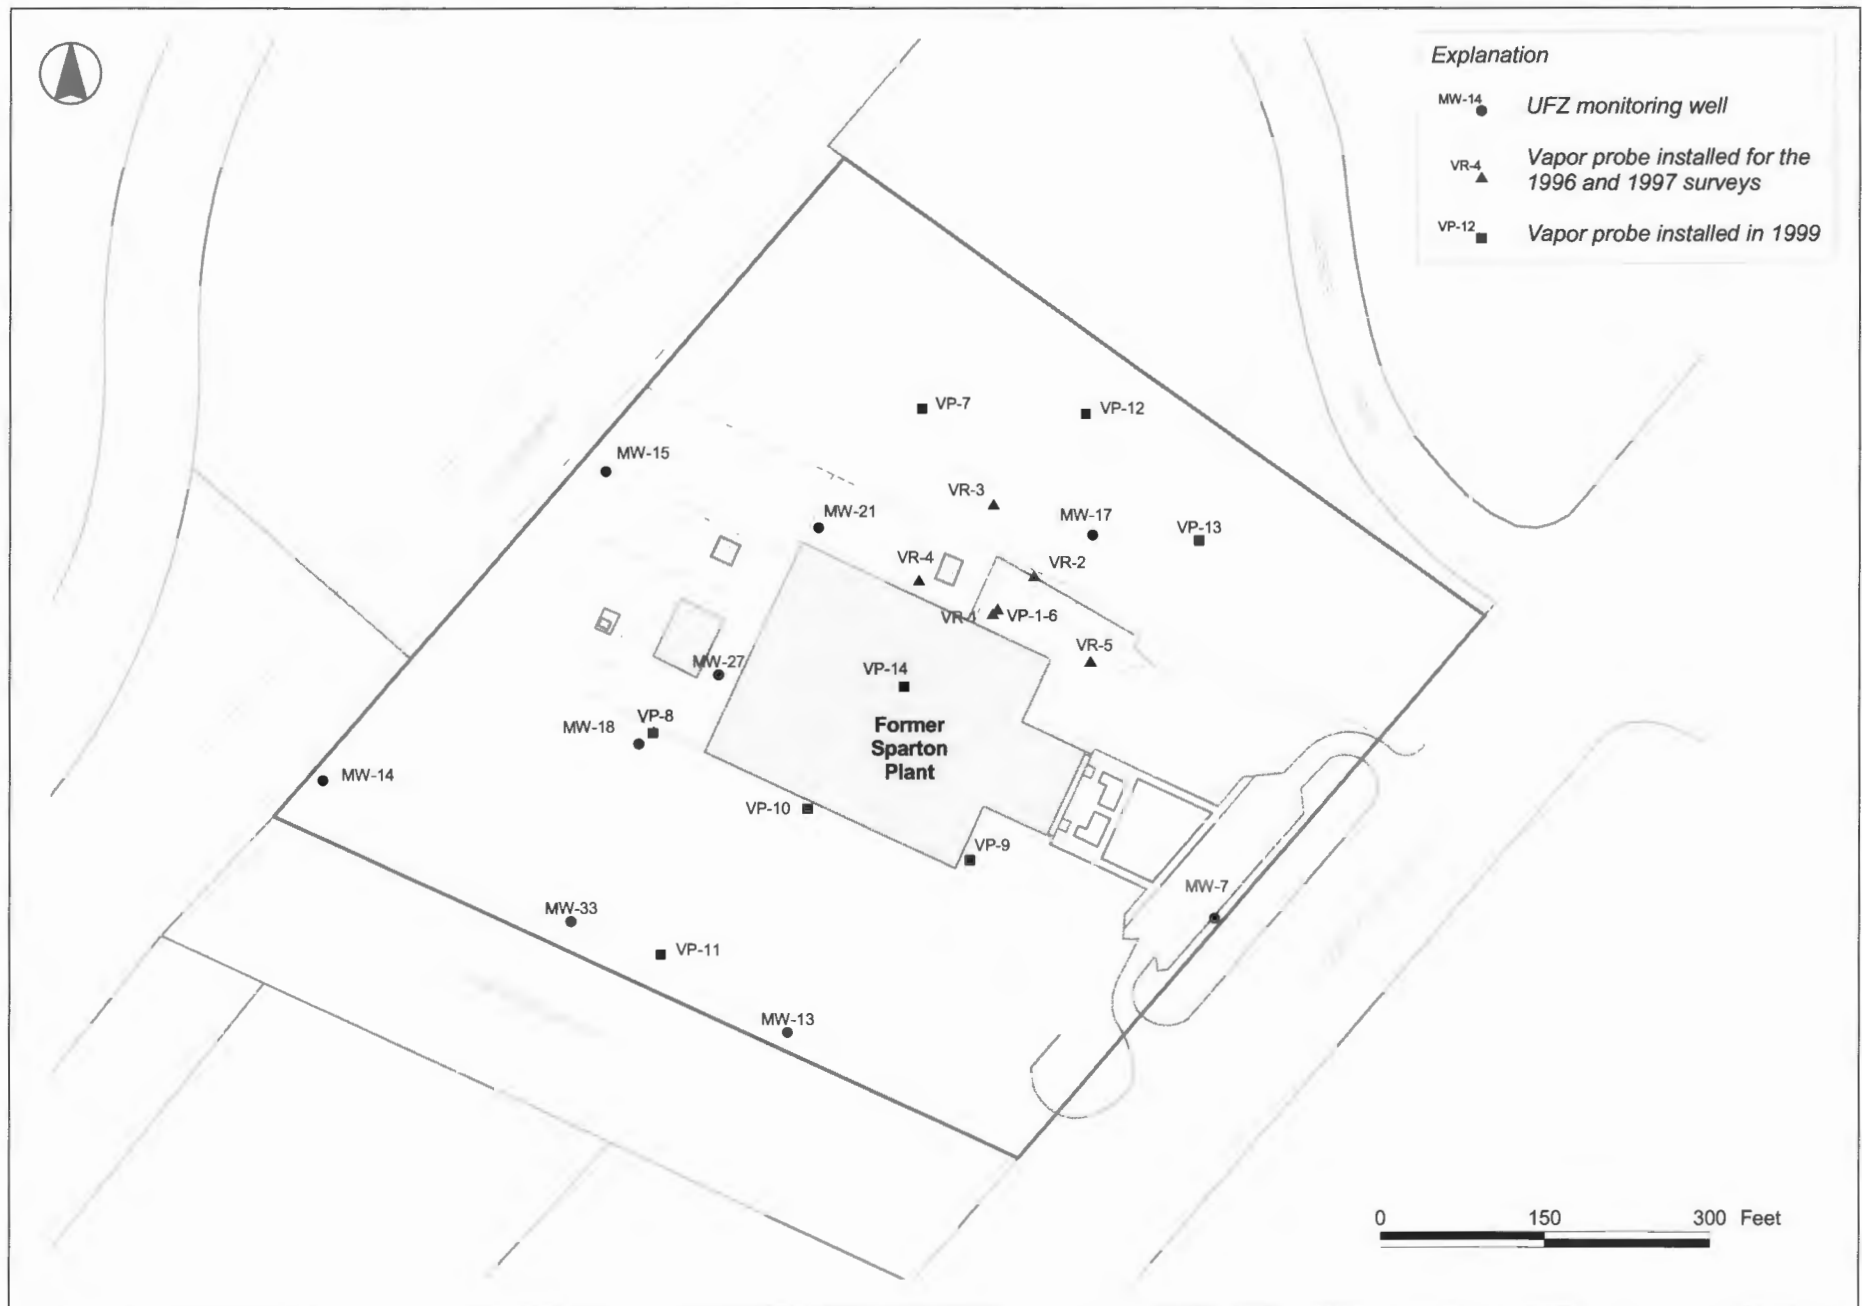 Explanation
MW-14
UFZ monitoring well
VR-4
Vapor probe installed for the
1996 and 1997 surveys
VP-12
Vapor probe installed in 1999
VP-7
VP-12
MW-15
VR-3
MW-21
MW-17
VP-13
VR-4
VR-2
VP-1-6
VR-5
MW-27
VP-14
VP-8
MW-18
Former
Sparton
Plant
MW-14
VP-10
VP-9
MW-7
MW-33
VP-11
MW-13
0 150 300 Feet